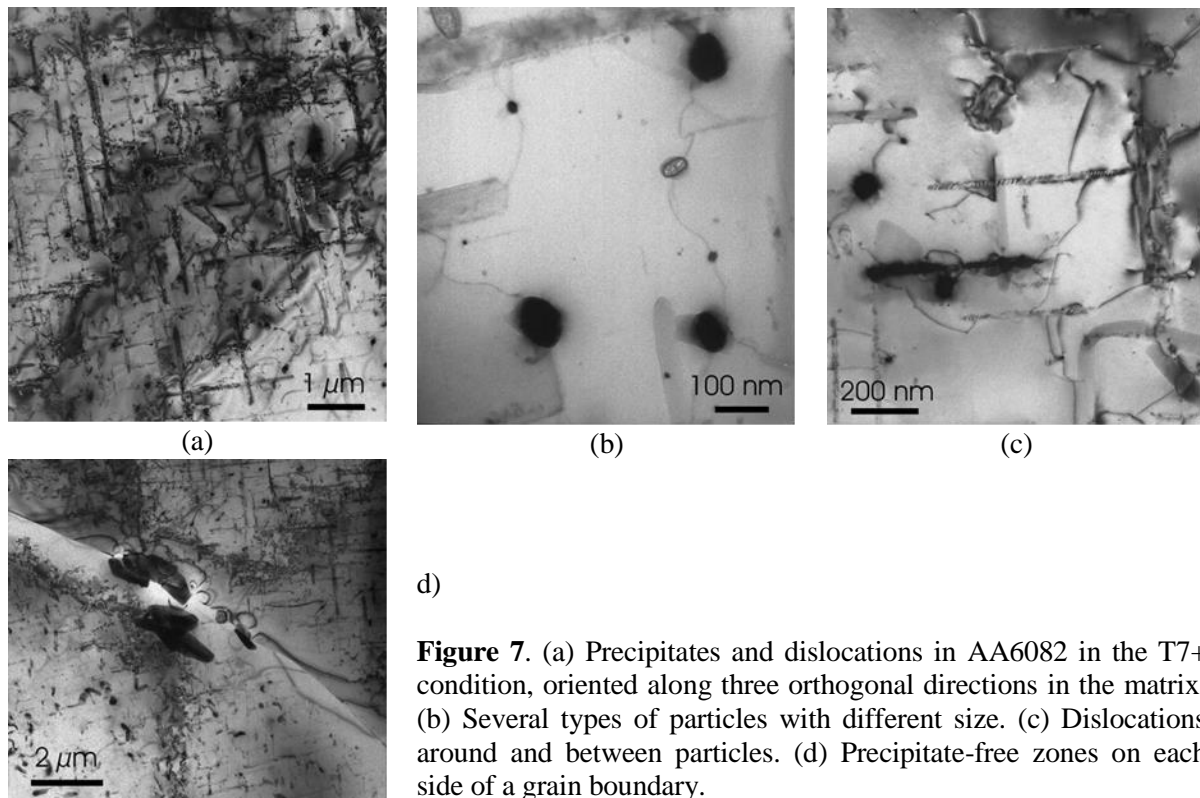 1 µm
100 nm
200 nm
(a)
(b)
(c)
2 µm
d)
Figure 7. (a) Precipitates and dislocations in AA6082 in the T7+
condition, oriented along three orthogonal directions in the matrix
(b) Several types of particles with different size. (c) Dislocations
around and between particles. (d) Precipitate-free zones on each
side of a grain boundary.